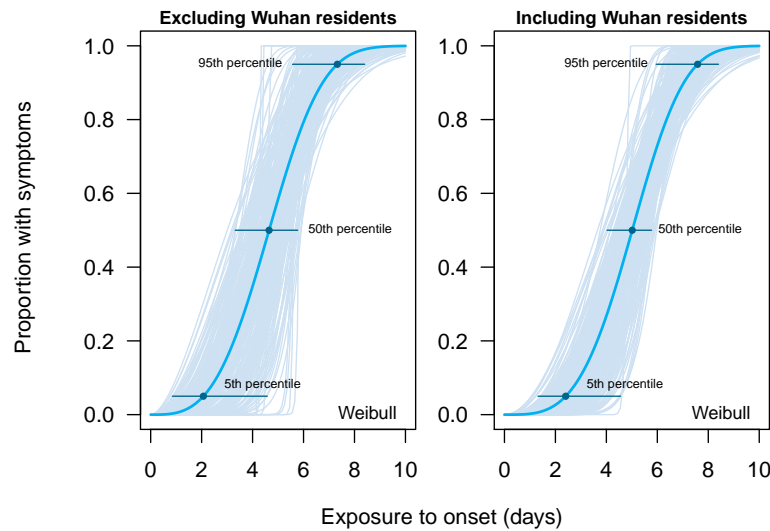 Excluding Wuhan residents
Including Wuhan residents
Proportion with symptoms
1.0
0.8
0.6
0.4
0.2
0.0
95th percentile
50th percentile
5th percentile
Weibull
0 2 4 6 8 10
1.0
0.8
0.6
0.4
0.2
0.0
95th percentile
50th percentile
5th percentile
Weibull
0 2 4 6 8 10
Exposure to onset (days)